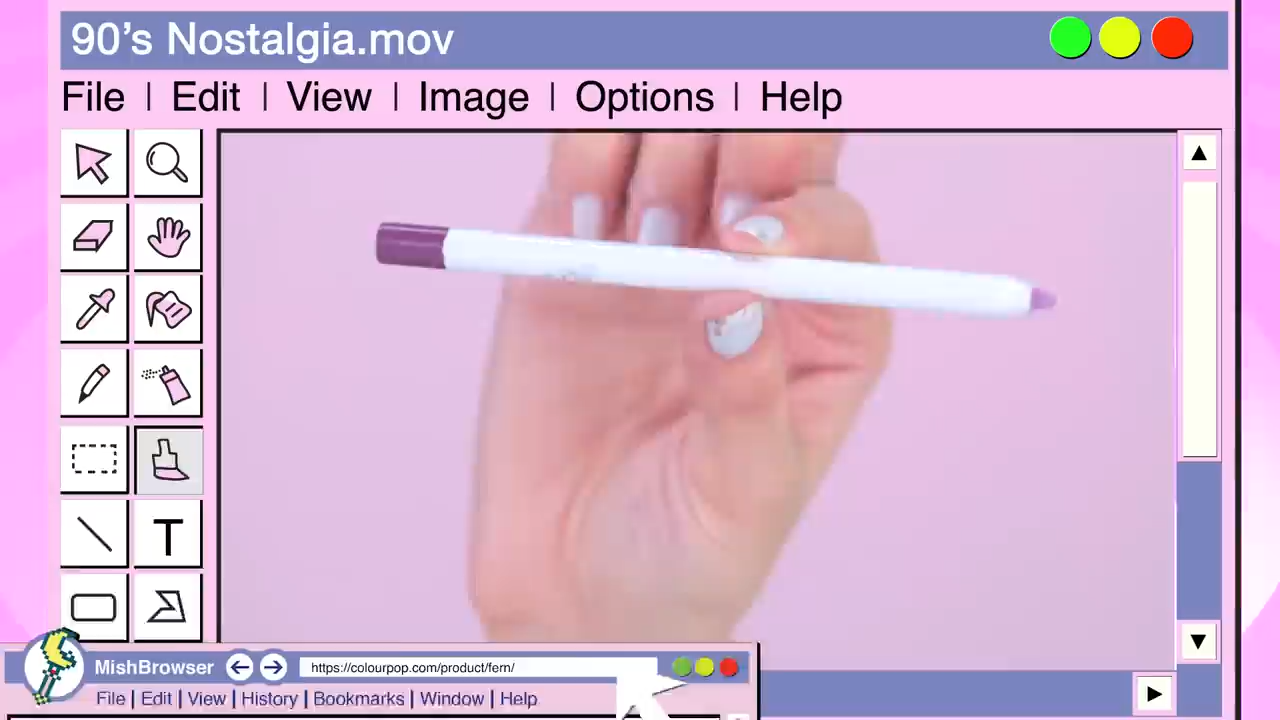 90’s Nostalgia.mov
File | Edit | View | Image | Options | Help
T
MishBrowser
https://colourpop.com/product/fern/
File | Edit | View | History | Bookmarks | Window | Help